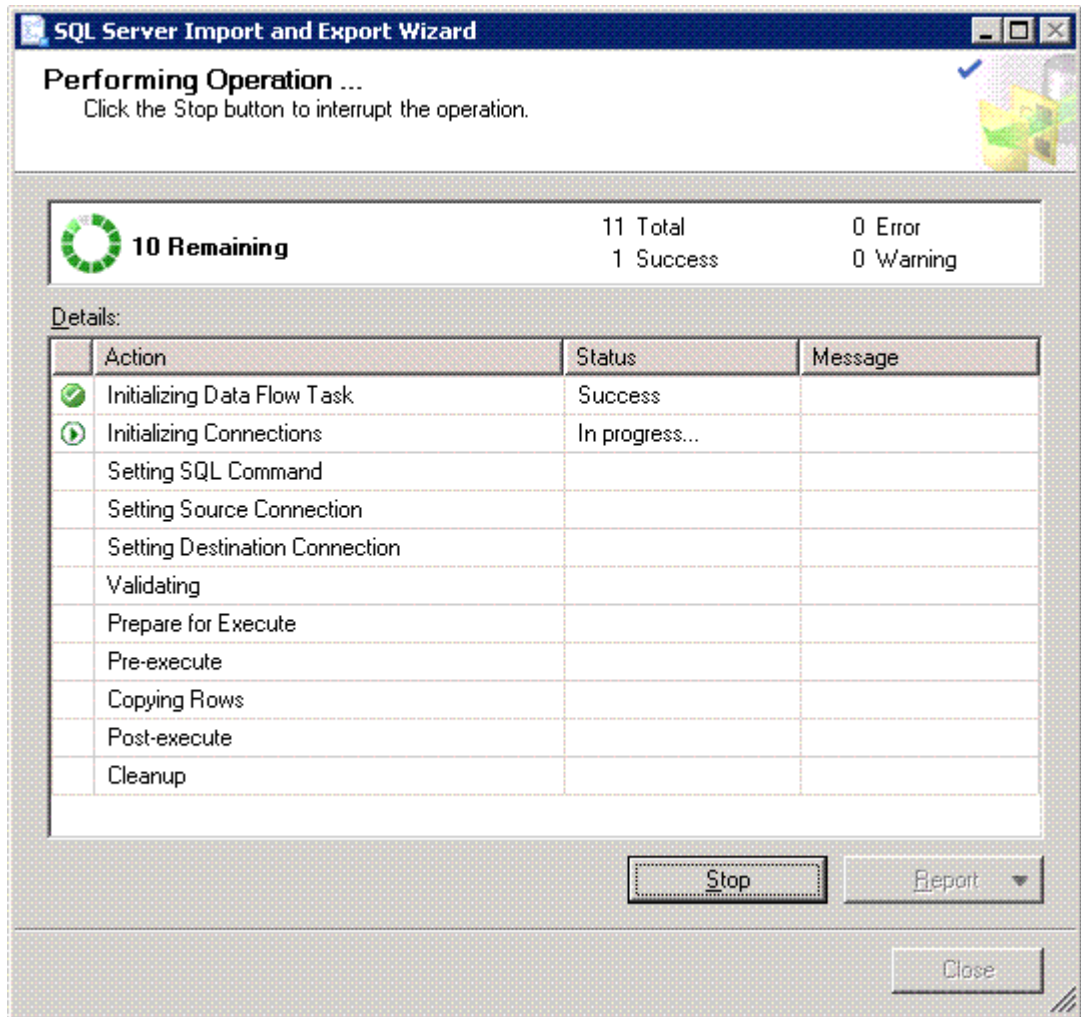 SQL Server Import and Export Wizard
Performing Operation ...
Click the Stop button to interrupt the operation.
10 Remaining
11 Total
0 Error
1 Success
0 Warning
Details:
Action Status Message
Initializing Data Flow Task Success
Initializing Connections In progress...
Setting SQL Command
Setting Source Connection
Setting Destination Connection
Validating
Prepare for Execute
Pre-execute
Copying Rows
Post-execute
Cleanup
Stop Report
Close